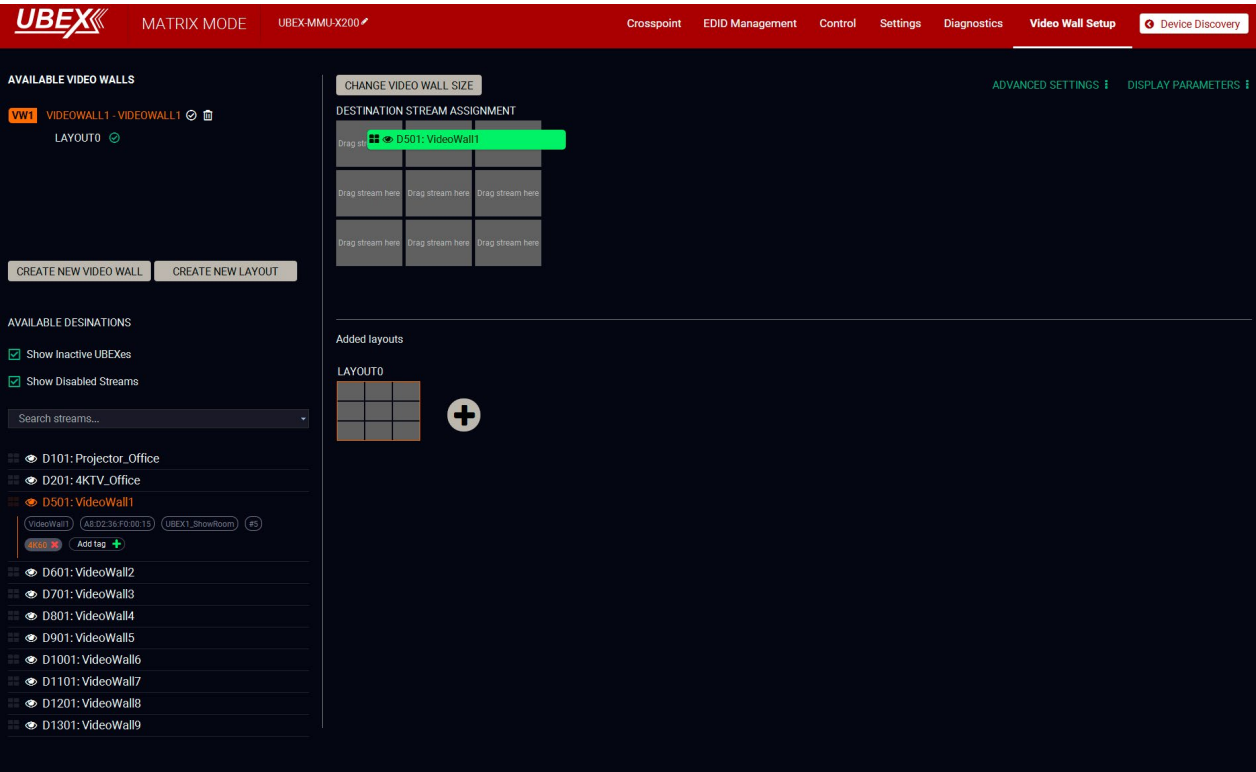 UBEX MATRIX MODE UBEX-MMU-X200 Crosspoint EDID Management Control Settings Diagnostics Video Wall Setup Device Discovery
AVAILABLE VIDEO WALLS
VW1 VIDEOWALL1 - VIDEOWALL1
LAYOUT0
CREATE NEW VIDEO WALL CREATE NEW LAYOUT
AVAILABLE DESINATIONS
Show Inactive UBEXes
Show Disabled Streams
Search streams...
D101: Projector_Office
D201: 4KTV_Office
D501: VideoWall1
VideoWall1 A8:D2:36:F0:00:15 UBEX1_ShowRoom #5
4K60 Add tag
D601: VideoWall2
D701: VideoWall3
D801: VideoWall4
D901: VideoWall5
D1001: VideoWall6
D1101: VideoWall7
D1201: VideoWall8
D1301: VideoWall9
CHANGE VIDEO WALL SIZE ADVANCED SETTINGS DISPLAY PARAMETERS
DESTINATION STREAM ASSIGNMENT
Drag st D501: VideoWall1
Drag stream here Drag stream here Drag stream here
Drag stream here Drag stream here Drag stream here
Added layouts
LAYOUT0